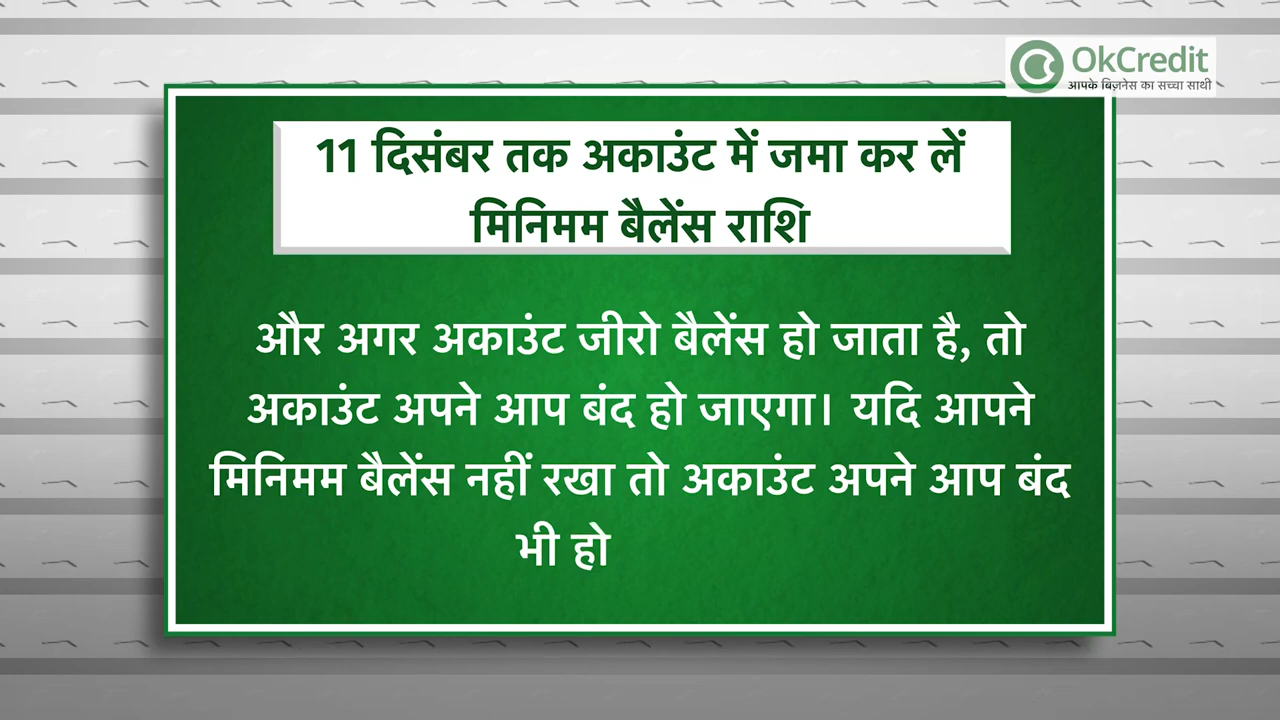 OkCredit
आपके बिज़नेस का सच्चा साथी
11 दिसंबर तक अकाउंट में जमा कर लें
मिनिमम बैलेंस राशि
और अगर अकाउंट जीरो बैलेंस हो जाता है, तो
अकाउंट अपने आप बंद हो जाएगा। यदि आपने
मिनिमम बैलेंस नहीं रखा तो अकाउंट अपने आप बंद
भी हो